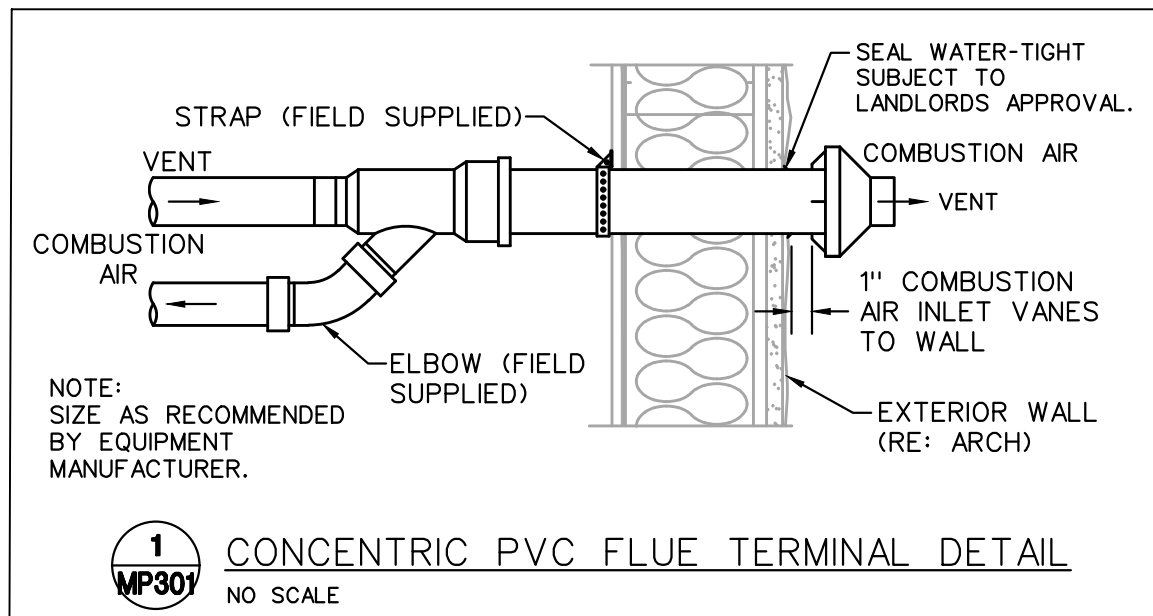 SEAL WATER-TIGHT
SUBJECT TO
LANDLORDS APPROVAL.
STRAP (FIELD SUPPLIED)
VENT
COMBUSTION AIR
VENT
COMBUSTION
AIR
1" COMBUSTION
AIR INLET VANES
TO WALL
ELBOW (FIELD
SUPPLIED)
NOTE:
SIZE AS RECOMMENDED
BY EQUIPMENT
MANUFACTURER.
EXTERIOR WALL
(RE: ARCH)
1
MP301
CONCENTRIC PVC FLUE TERMINAL DETAIL
NO SCALE